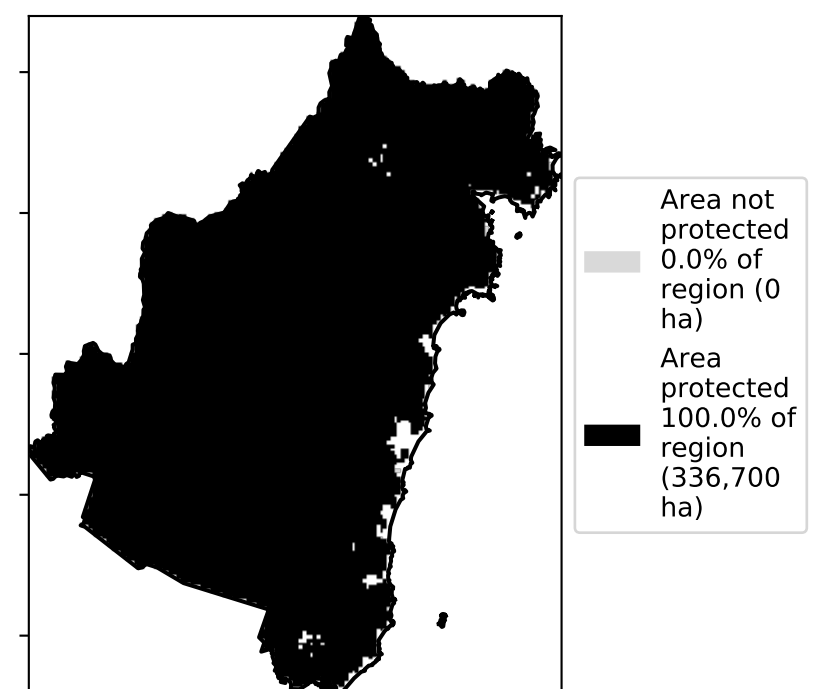 Area not
protected
0.0% of
region (0
ha)
Area
protected
100.0% of
region
(336,700
ha)